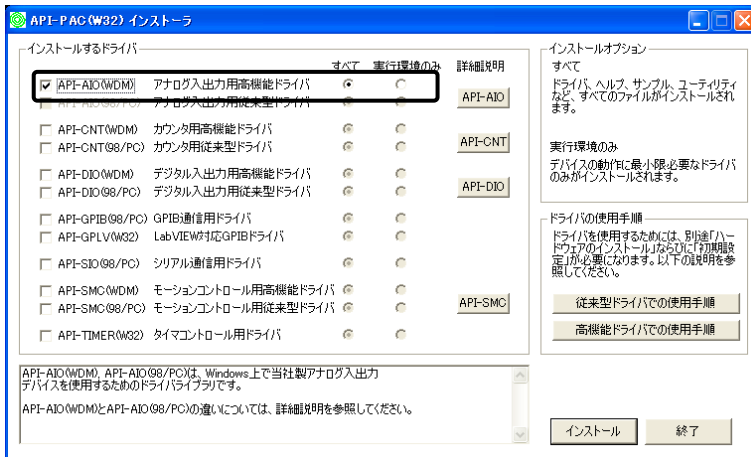 API-PAC(W32) インストーラ
インストールするドライバ
すべて 実行環境のみ 詳細説明
API-AIO(WDM) アナログ入出力用高機能ドライバ
API-AIO(98/PC) アナログ入出力用従来型ドライバ
API-AIO
API-CNT(WDM) カウンタ用高機能ドライバ
API-CNT(98/PC) カウンタ用従来型ドライバ
API-CNT
API-DIO(WDM) デジタル入出力用高機能ドライバ
API-DIO(98/PC) デジタル入出力用従来型ドライバ
API-DIO
API-GPIB(98/PC) GPIB通信用ドライバ
API-GPLV(W32) LabVIEW対応GPIBドライバ
API-SIO(98/PC) シリアル通信用ドライバ
API-SMC(WDM) モーションコントロール用高機能ドライバ
API-SMC(98/PC) モーションコントロール用従来型ドライバ
API-SMC
API-TIMER(W32) タイマコントロール用ドライバ
インストールオプション
すべて
ドライバ、ヘルプ、サンプル、ユーティリティ
など、すべてのファイルがインストールされ
ます。
実行環境のみ
デバイスの動作に最小限必要なドライバ
のみがインストールされます。
ドライバの使用手順
ドライバを使用するためには、別途「ハー
ドウェアのインストール」ならびに「初期設
定」が必要になります。以下の説明を参
照してください。
従来型ドライバでの使用手順
高機能ドライバでの使用手順
API-AIO(WDM), API-AIO(98/PC)は、Windows上で当社製アナログ入出力
デバイスを使用するためのドライバライブラリです。
API-AIO(WDM)とAPI-AIO(98/PC)の違いについては、詳細説明を参照してください。
インストール 終了